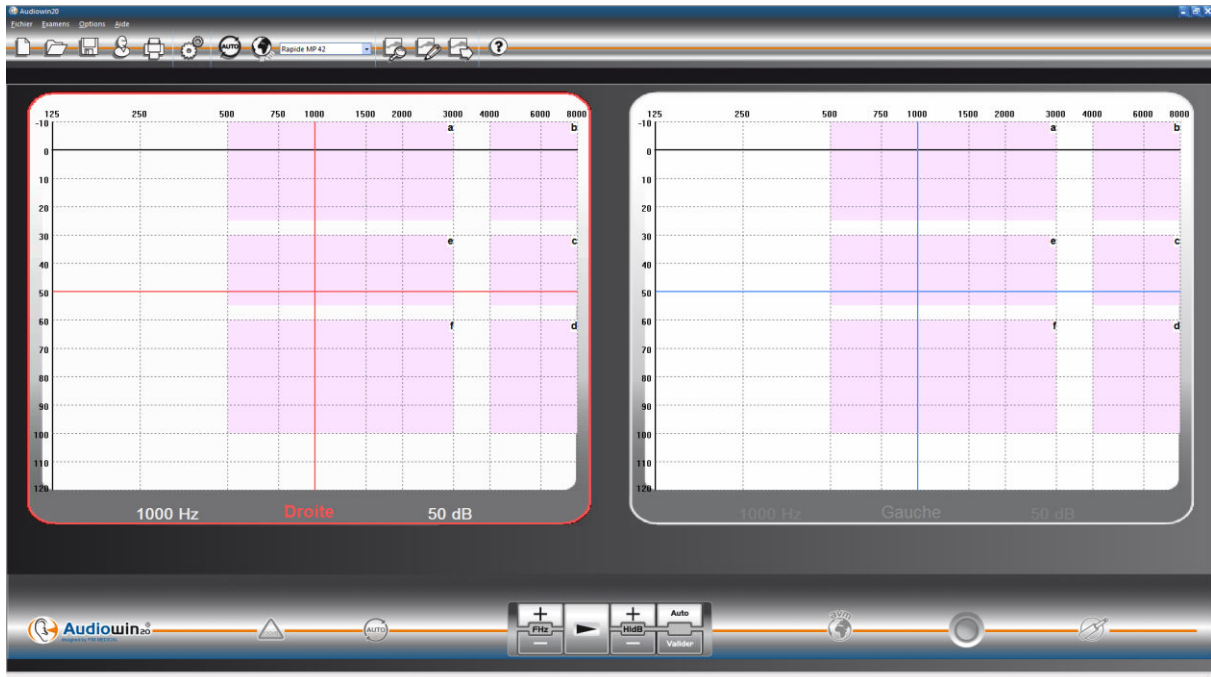 Audiowin20
Fichier Examens Options Aide
AUTO Rapide MP 42 ?
125 250 500 750 1000 1500 2000 3000 4000 6000 8000
-10 a b
0
10
20
30 e c
40
50
60 f d
70
80
90
100
110
120
1000 Hz Droite 50 dB
125 250 500 750 1000 1500 2000 3000 4000 6000 8000
-10 a b
0
10
20
30 e c
40
50
60 f d
70
80
90
100
110
120
1000 Hz Gauche 50 dB
Audiowin20
AUTO
+ + Auto
FHz HldB
− − Valider
avm